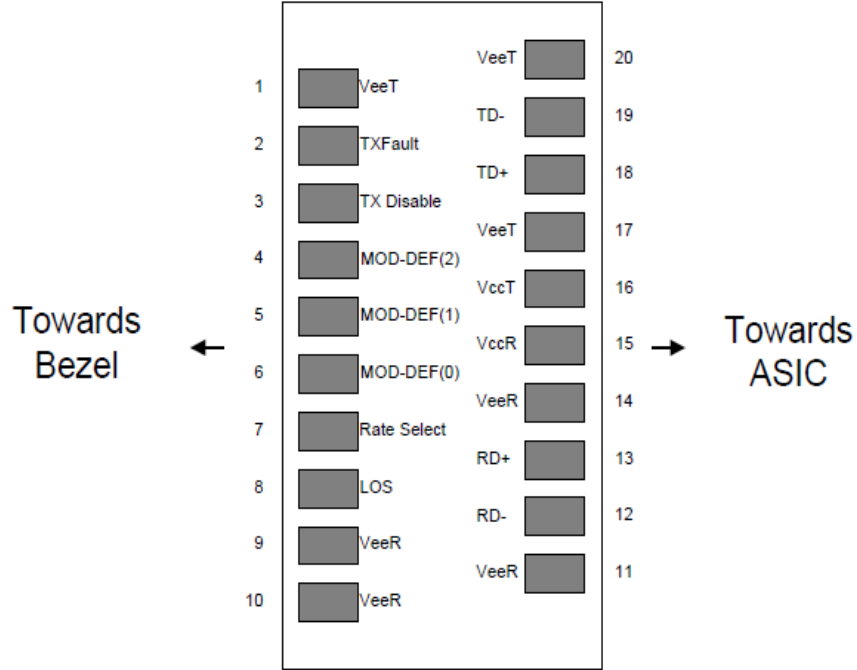 VeeT 20
1 VeeT
TD- 19
2 TXFault
TD+ 18
3 TX Disable
VeeT 17
4 MOD-DEF(2)
VccT 16
5 MOD-DEF(1)
Towards
Bezel
VccR 15
Towards
ASIC
6 MOD-DEF(0)
VeeR 14
7 Rate Select
RD+ 13
8 LOS
RD- 12
9 VeeR
VeeR 11
10 VeeR